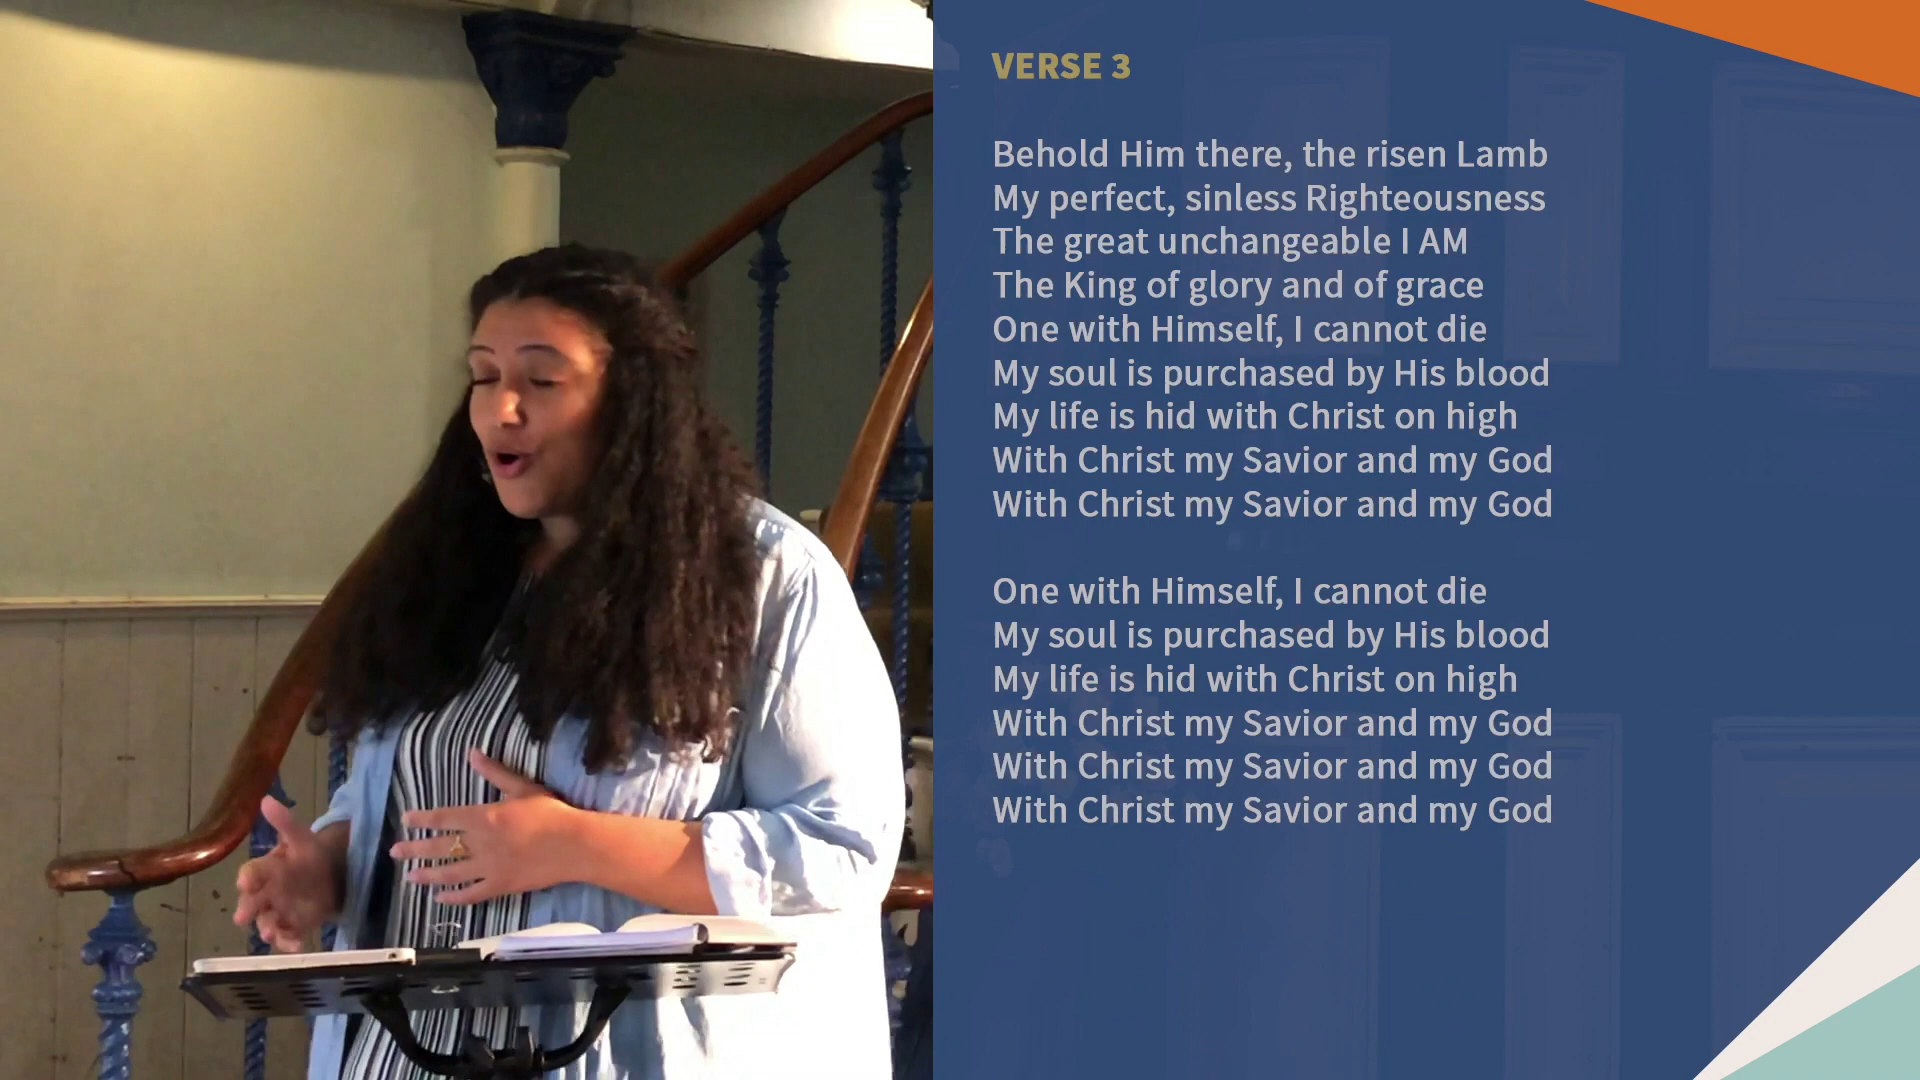 VERSE 3
Behold Him there, the risen Lamb
My perfect, sinless Righteousness
The great unchangeable I AM
The King of glory and of grace
One with Himself, I cannot die
My soul is purchased by His blood
My life is hid with Christ on high
With Christ my Savior and my God
With Christ my Savior and my God
One with Himself, I cannot die
My soul is purchased by His blood
My life is hid with Christ on high
With Christ my Savior and my God
With Christ my Savior and my God
With Christ my Savior and my God